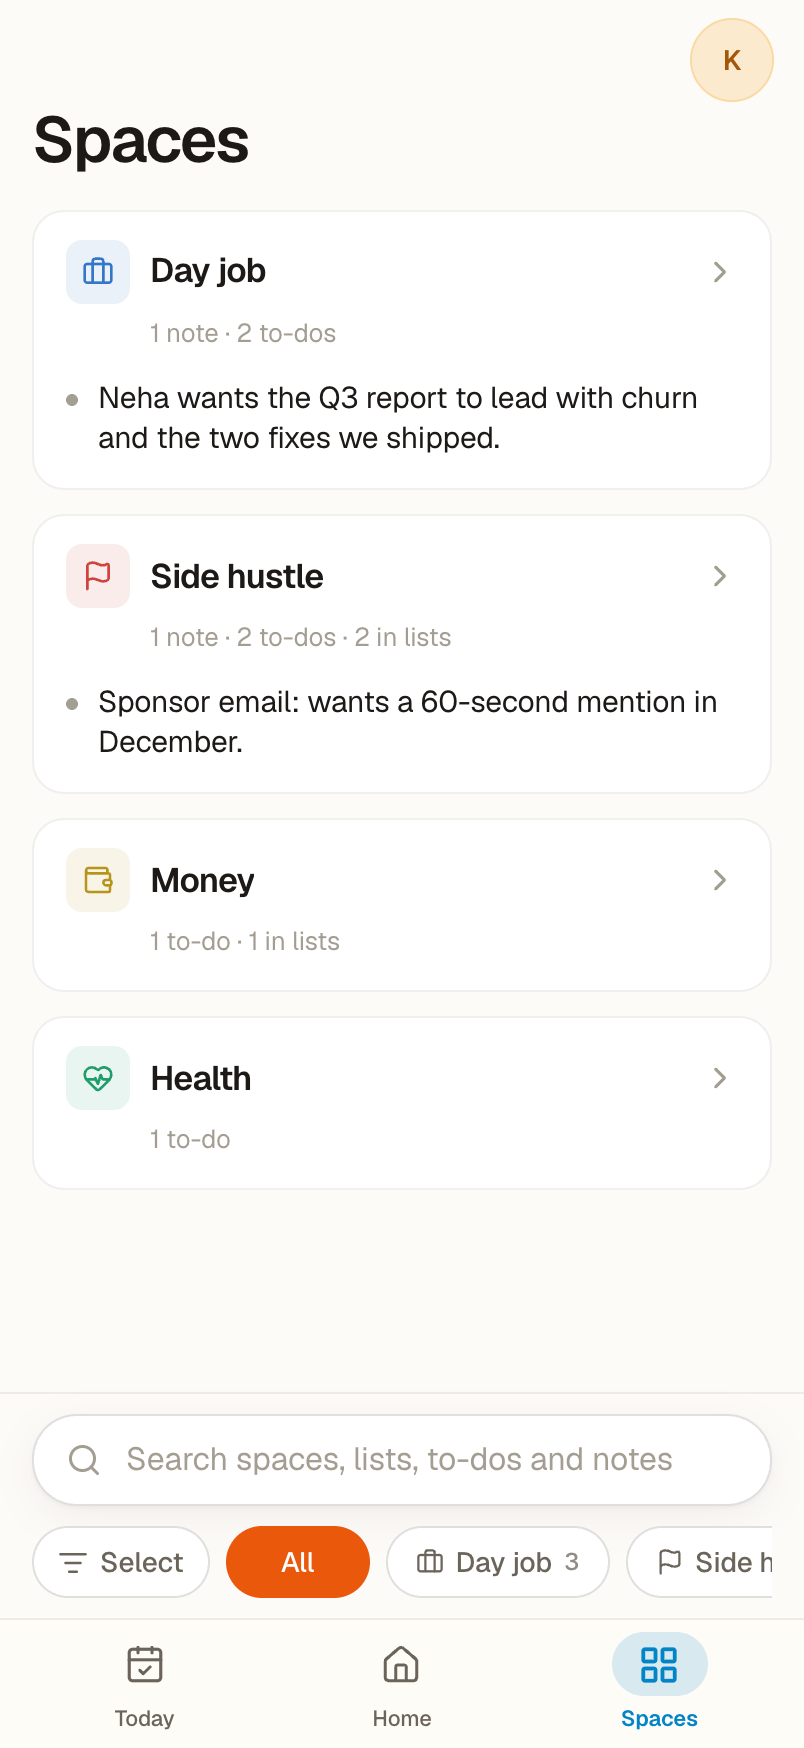 K
Spaces
Day job
1 note · 2 to-dos
Neha wants the Q3 report to lead with churn
and the two fixes we shipped.
Side hustle
1 note · 2 to-dos · 2 in lists
Sponsor email: wants a 60-second mention in
December.
Money
1 to-do · 1 in lists
Health
1 to-do
Search spaces, lists, to-dos and notes
Select
All
Day job 3
Side h
Today
Home
Spaces